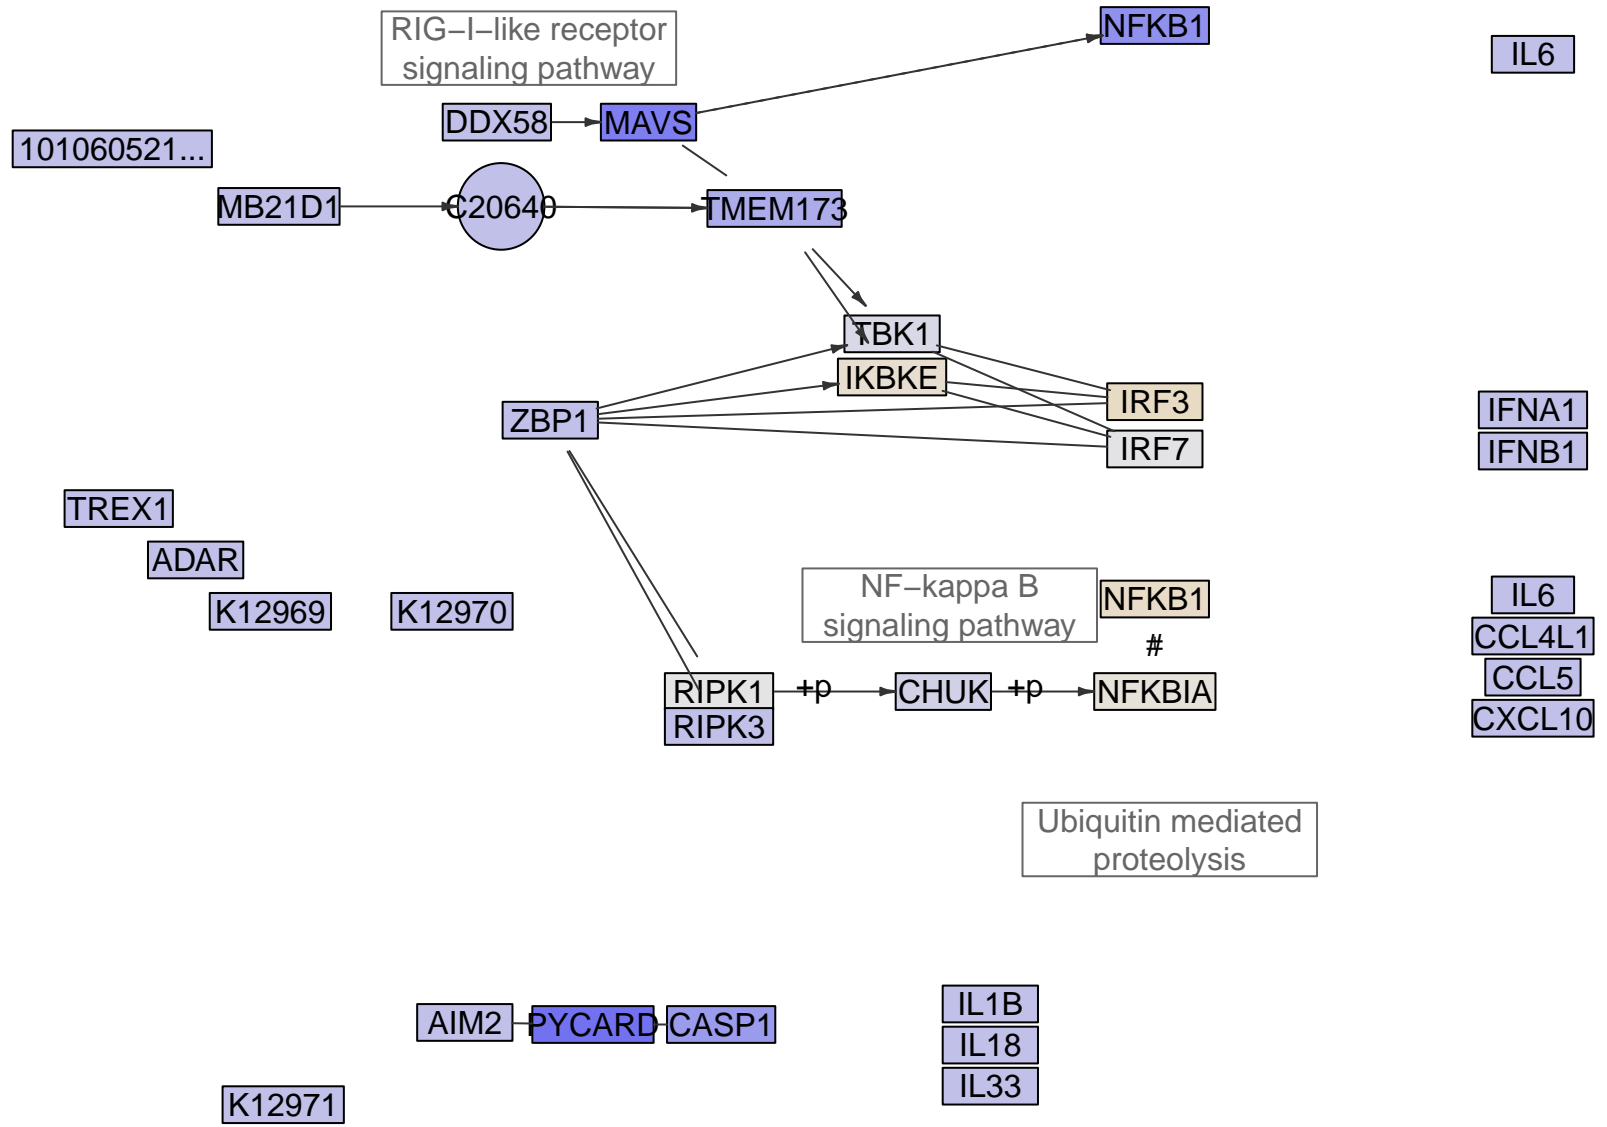 RIG−I−like receptor
signaling pathway
NFKB1
IL6
DDX58
MAVS
101060521...
MB21D1
C20640
TMEM173
TBK1
IKBKE
ZBP1
IRF3
IRF7
IFNA1
IFNB1
TREX1
ADAR
K12969
K12970
NF−kappa B
signaling pathway
NFKB1
#
IL6
CCL4L1
CCL5
CXCL10
RIPK1
+p
CHUK
+p
NFKBIA
RIPK3
Ubiquitin mediated
proteolysis
AIM2
PYCARD
CASP1
IL1B
IL18
IL33
K12971